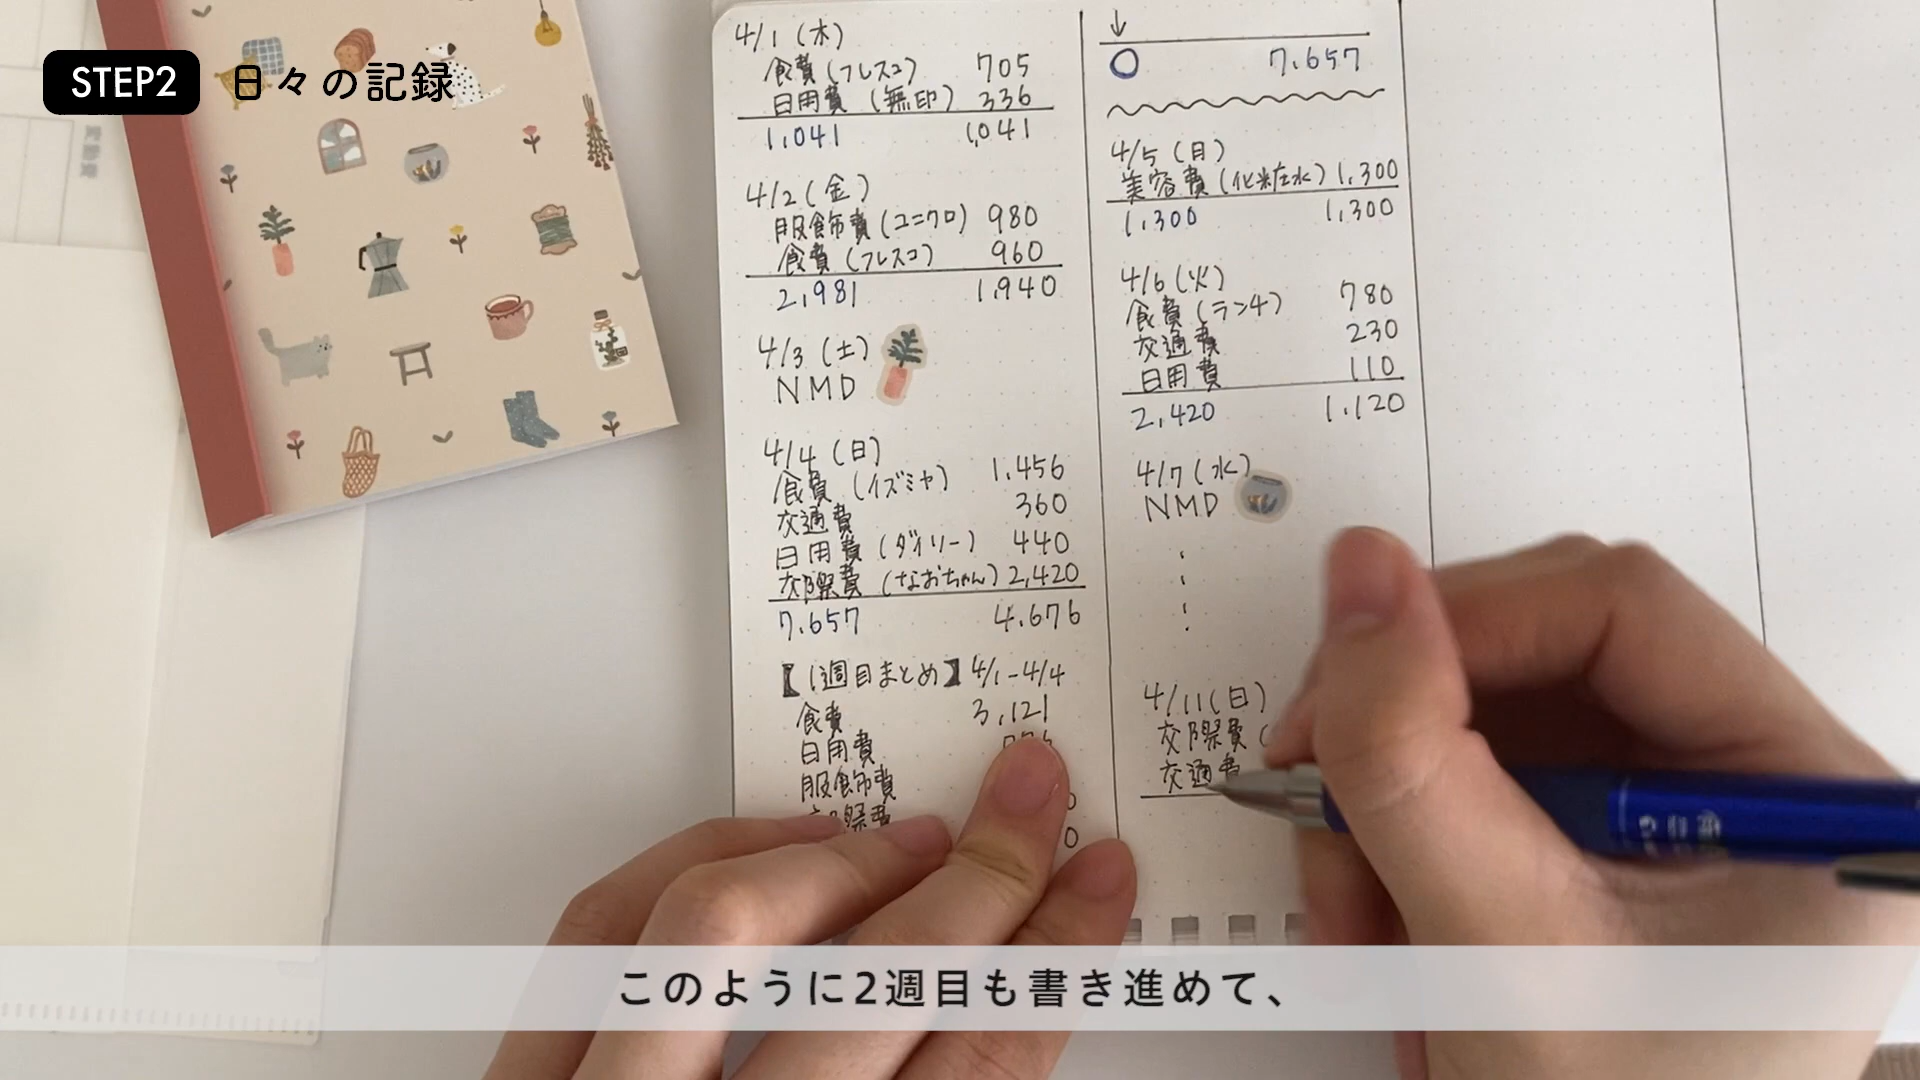 STEP2 日々の記録
4/1 (木)
食費 (フレスコ) 705
日用費 (無印) 336
1,041 1,041
4/2 (金)
服飾費 (ユニクロ) 980
食費 (フレスコ) 960
2,981 1,940
4/3 (土)
NMD
4/4 (日)
食費 (イズミヤ) 1,456
交通費 360
日用費 (ダイソー) 440
交際費 (なおちゃん) 2,420
7,657 4,676
【1週目まとめ】4/1-4/4
食費 3,121
日用費
服飾費
↓
○ 7,657
4/5 (日)
美容費 (化粧水) 1,300
1,300 1,300
4/6 (火)
食費 (ランチ) 780
交通費 230
日用費 110
2,420 1,120
4/7 (水)
NMD
4/11 (日)
交際費 (
交通費
このように2週目も書き進めて、